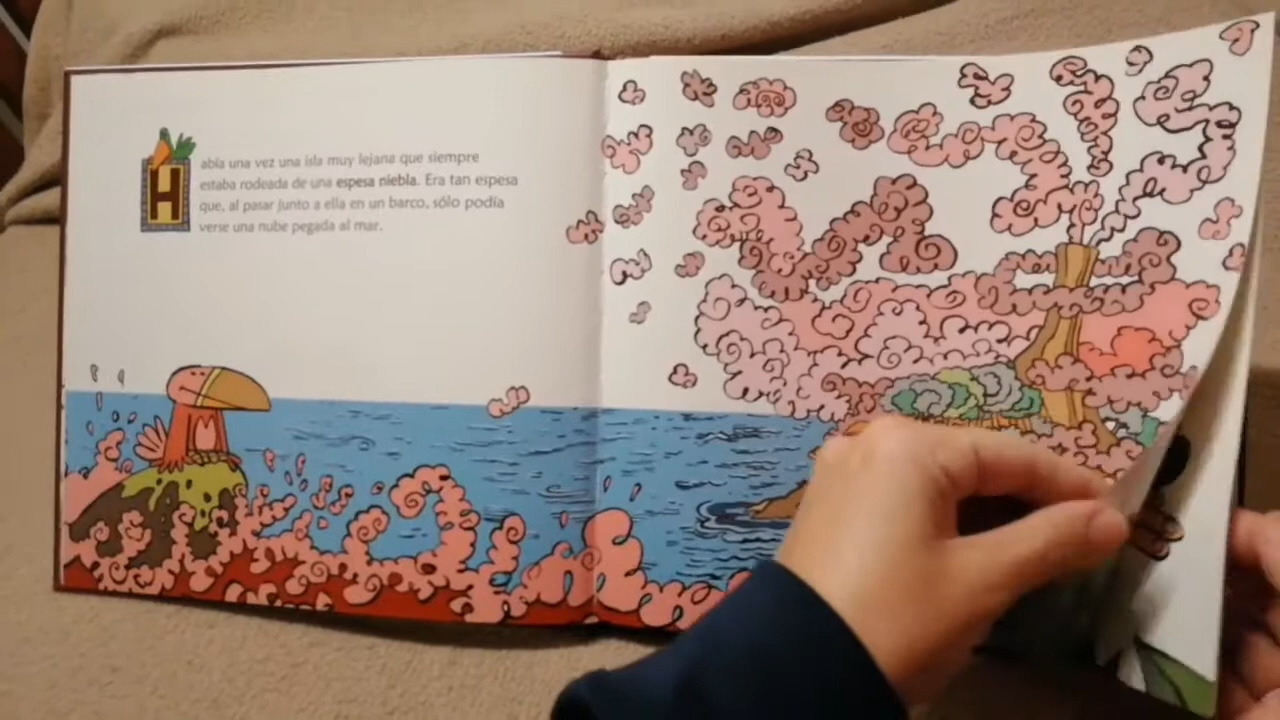 Había una vez una isla muy lejana que siempre
estaba rodeada de una espesa niebla. Era tan espesa
que, al pasar junto a ella en un barco, sólo podía
verse una nube pegada al mar.